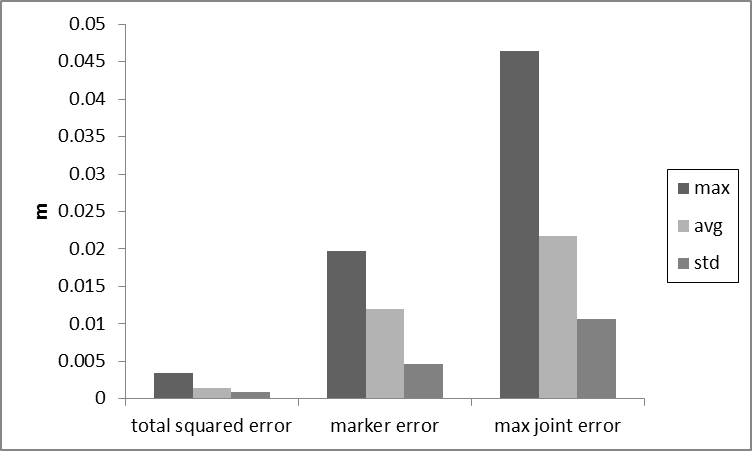 0.05
0.045
0.04
0.035
0.03
0.025
0.02
0.015
0.01
0.005
0
m
total squared error
marker error
max joint error
max
avg
std